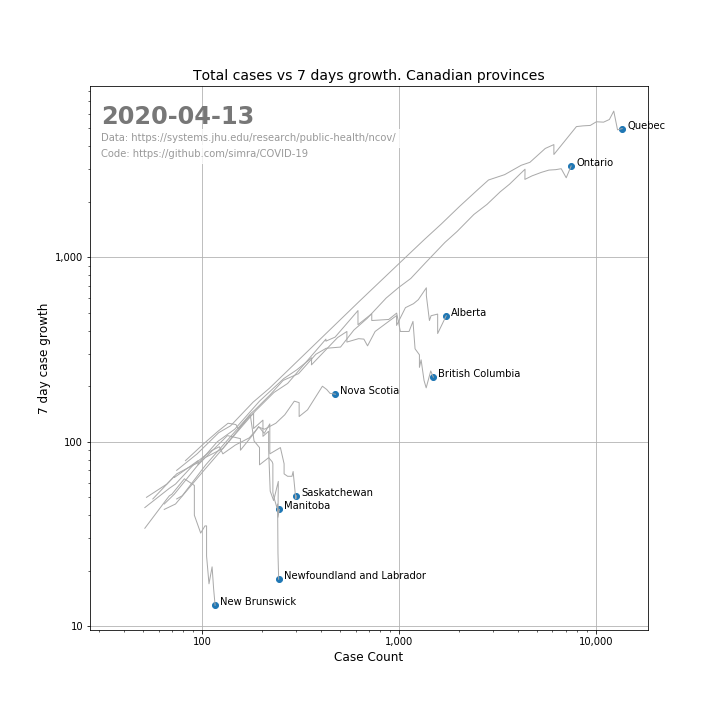 Total cases vs 7 days growth. Canadian provinces
2020-04-13
Data: https://systems.jhu.edu/research/public-health/ncov/
Code: https://github.com/simra/COVID-19
Quebec
Ontario
1,000
Alberta
British Columbia
Nova Scotia
7 day case growth
100
Saskatchewan
Manitoba
Newfoundland and Labrador
New Brunswick
10
100
1,000
10,000
Case Count